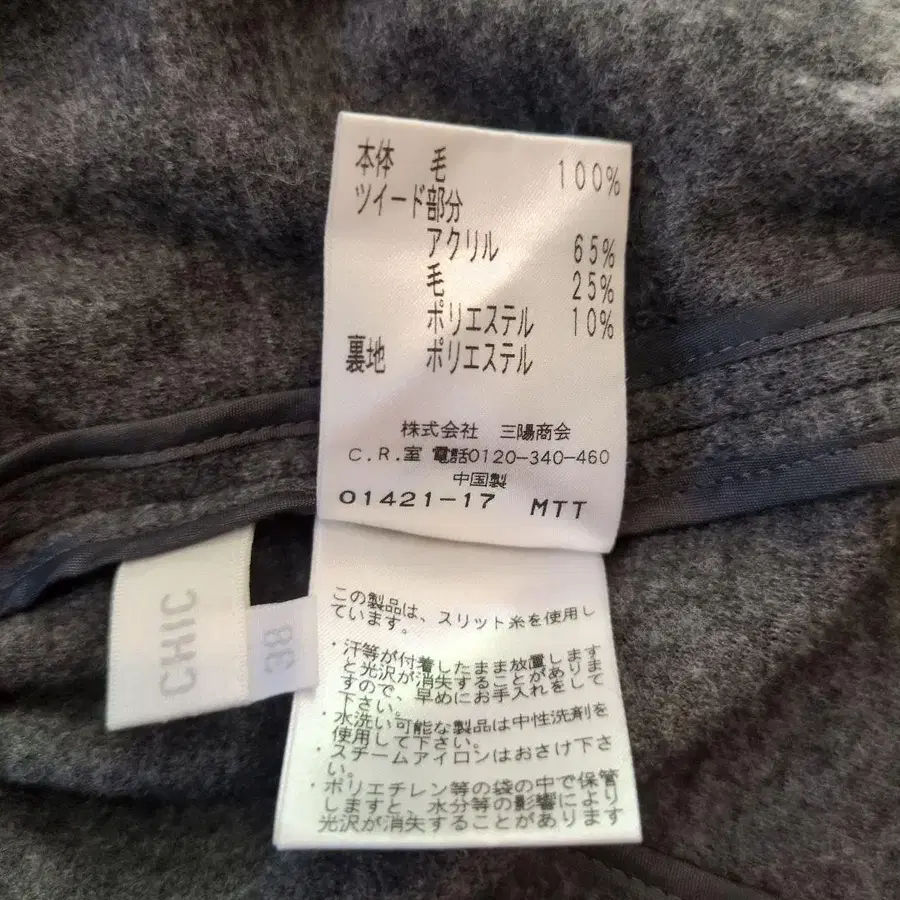 本体 毛 100%
ツイード部分
アクリル 65%
毛 25%
ポリエステル 10%
裏地 ポリエステル
株式会社 三陽商会
C.R.室 電話0120-340-460
中国製
01421-17 MTT
CHIC
38
この製品は、スリット糸を使用し
ています。
・汗等が付着したまま放置します
と光沢が消失することがありま
すので、早めにお手入れをして
下さい。
・水洗い可能な製品は中性洗剤を
使用して下さい。
・スチームアイロンはおさけ下さ
い。
・ポリエチレン等の袋の中で保管
しますと、水分等の影響により
光沢が消失することがあります